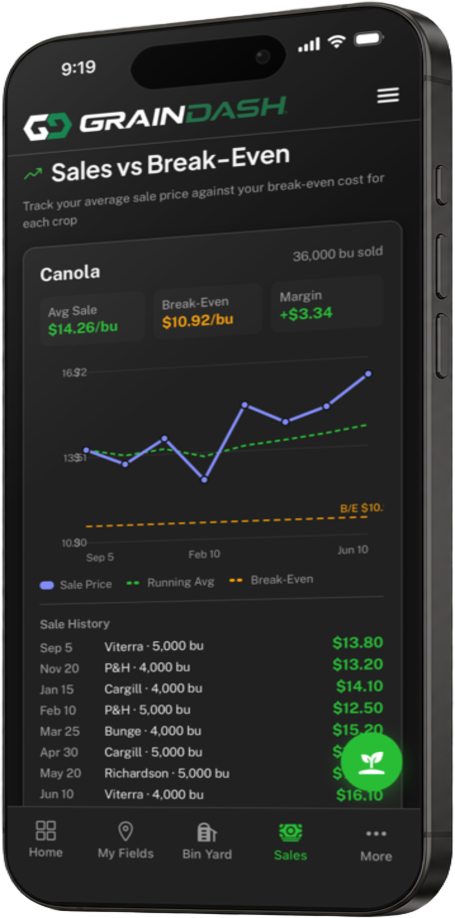 9:19
GRAINDASH
Sales vs Break-Even
Track your average sale price against your break-even cost for
each crop
Canola
36,000 bu sold
Avg Sale
$14.26/bu
Break-Even
$10.92/bu
Margin
+$3.34
B/E $10.
Sep 5
Feb 10
Jun 10
Sale Price
Running Avg
Break-Even
Sale History
Sep 5 Viterra · 5,000 bu $13.80
Nov 20 P&H · 4,000 bu $13.20
Jan 15 Cargill · 4,000 bu $14.10
Feb 10 P&H · 5,000 bu $12.50
Mar 25 Bunge · 4,000 bu $15.20
Apr 30 Cargill · 5,000 bu $
May 20 Richardson · 5,000 bu $
Jun 10 Viterra · 4,000 bu $16.10
Home
My Fields
Bin Yard
Sales
More